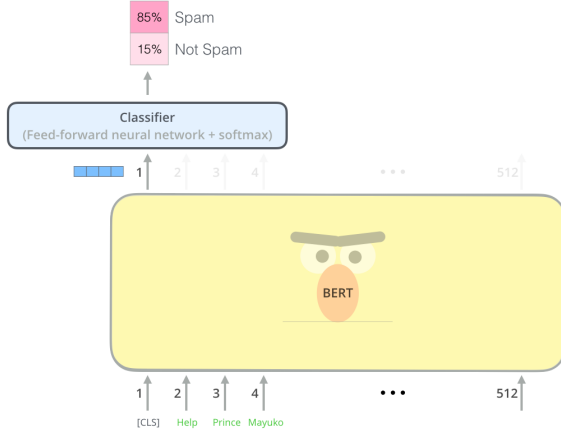 85% Spam
15% Not Spam
Classifier
(Feed-forward neural network + softmax)
1 2 3 4 ••• 512
BERT
1 2 3 4 ••• 512
[CLS] Help Prince Mayuko